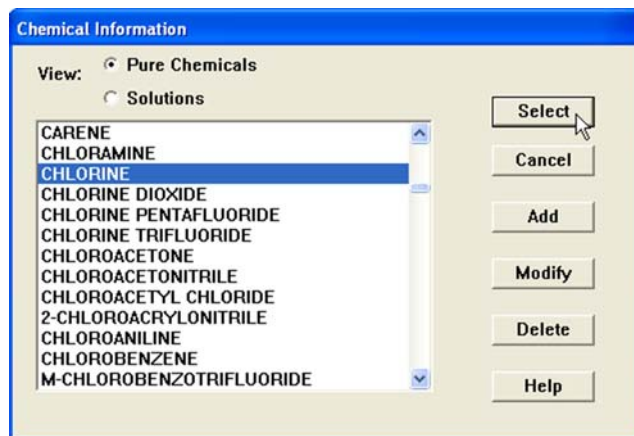 Chemical Information
View:
Pure Chemicals
Solutions
CARENE
CHLORAMINE
CHLORINE
CHLORINE DIOXIDE
CHLORINE PENTAFLUORIDE
CHLORINE TRIFLUORIDE
CHLOROACETONE
CHLOROACETONITRILE
CHLOROACETYL CHLORIDE
2-CHLOROACRYLONITRILE
CHLOROANILINE
CHLOROBENZENE
M-CHLOROBENZOTRIFLUORIDE
Select
Cancel
Add
Modify
Delete
Help